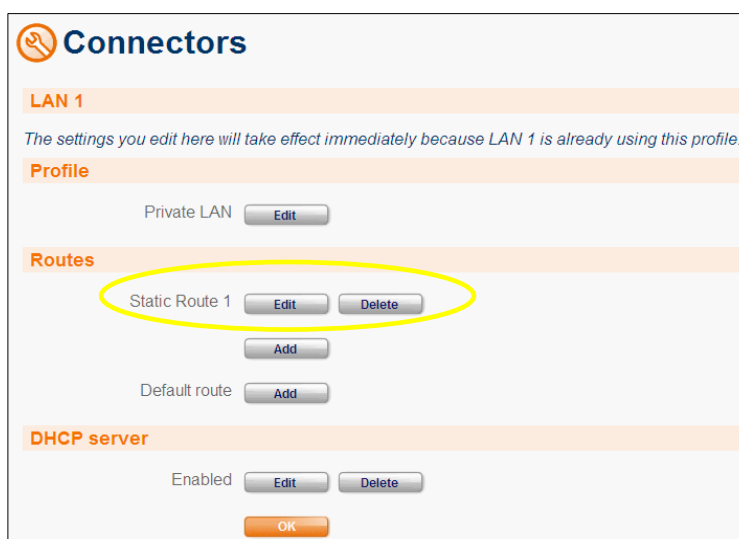 Connectors
LAN 1
The settings you edit here will take effect immediately because LAN 1 is already using this profile.
Profile
Private LAN Edit
Routes
Static Route 1 Edit Delete
Add
Default route Add
DHCP server
Enabled Edit Delete
OK